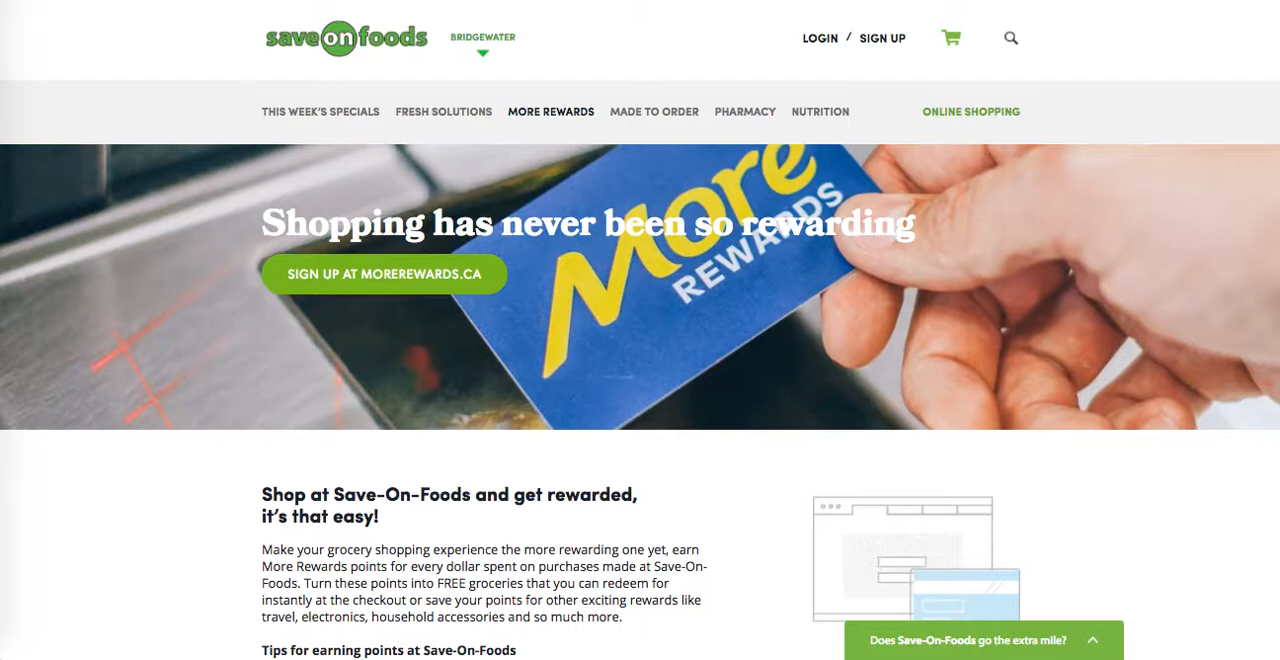 saveonfoods
BRIDGEWATER
LOGIN / SIGN UP
THIS WEEK'S SPECIALS FRESH SOLUTIONS MORE REWARDS MADE TO ORDER PHARMACY NUTRITION ONLINE SHOPPING
More
REWARDS
Shopping has never been so rewarding
SIGN UP AT MOREREWARDS.CA
Shop at Save-On-Foods and get rewarded,
it's that easy!
Make your grocery shopping experience the more rewarding one yet, earn
More Rewards points for every dollar spent on purchases made at Save-On-
Foods. Turn these points into FREE groceries that you can redeem for
instantly at the checkout or save your points for other exciting rewards like
travel, electronics, household accessories and so much more.
Tips for earning points at Save-On-Foods
Does Save-On-Foods go the extra mile?